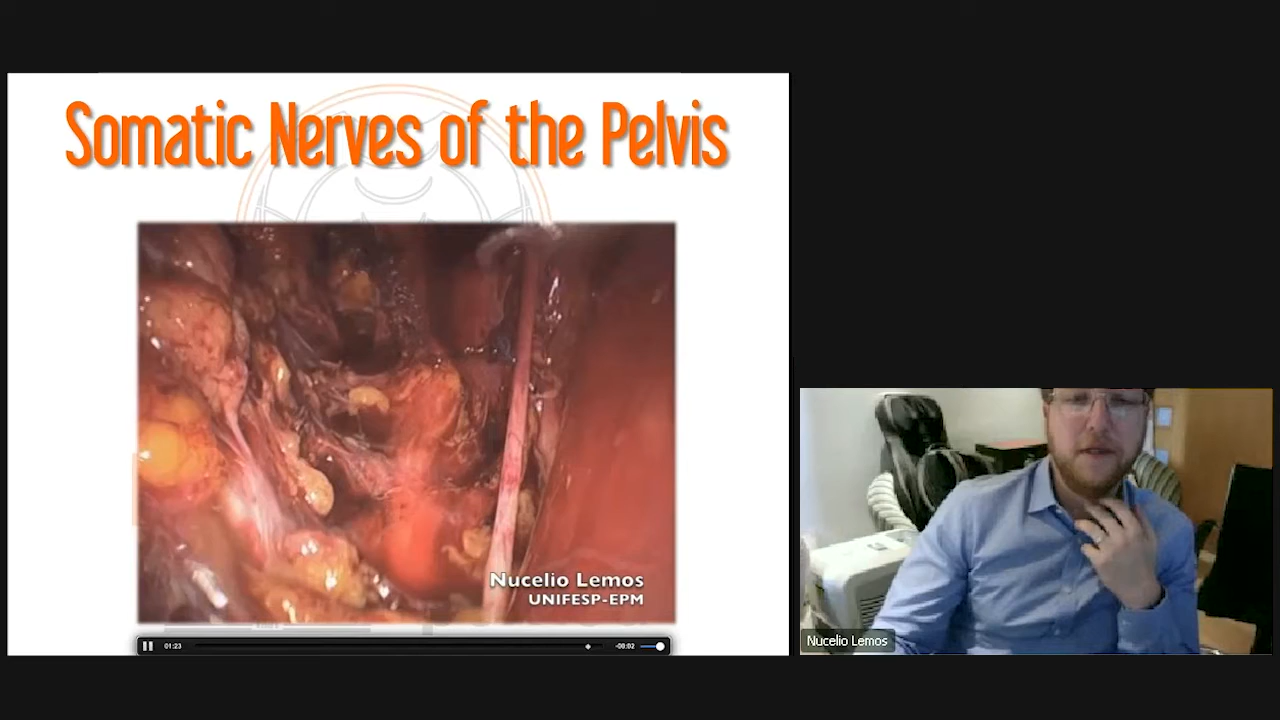 Somatic Nerves of the Pelvis
Nucelio Lemos
UNIFESP-EPM
01:23
-00:02
Nucelio Lemos